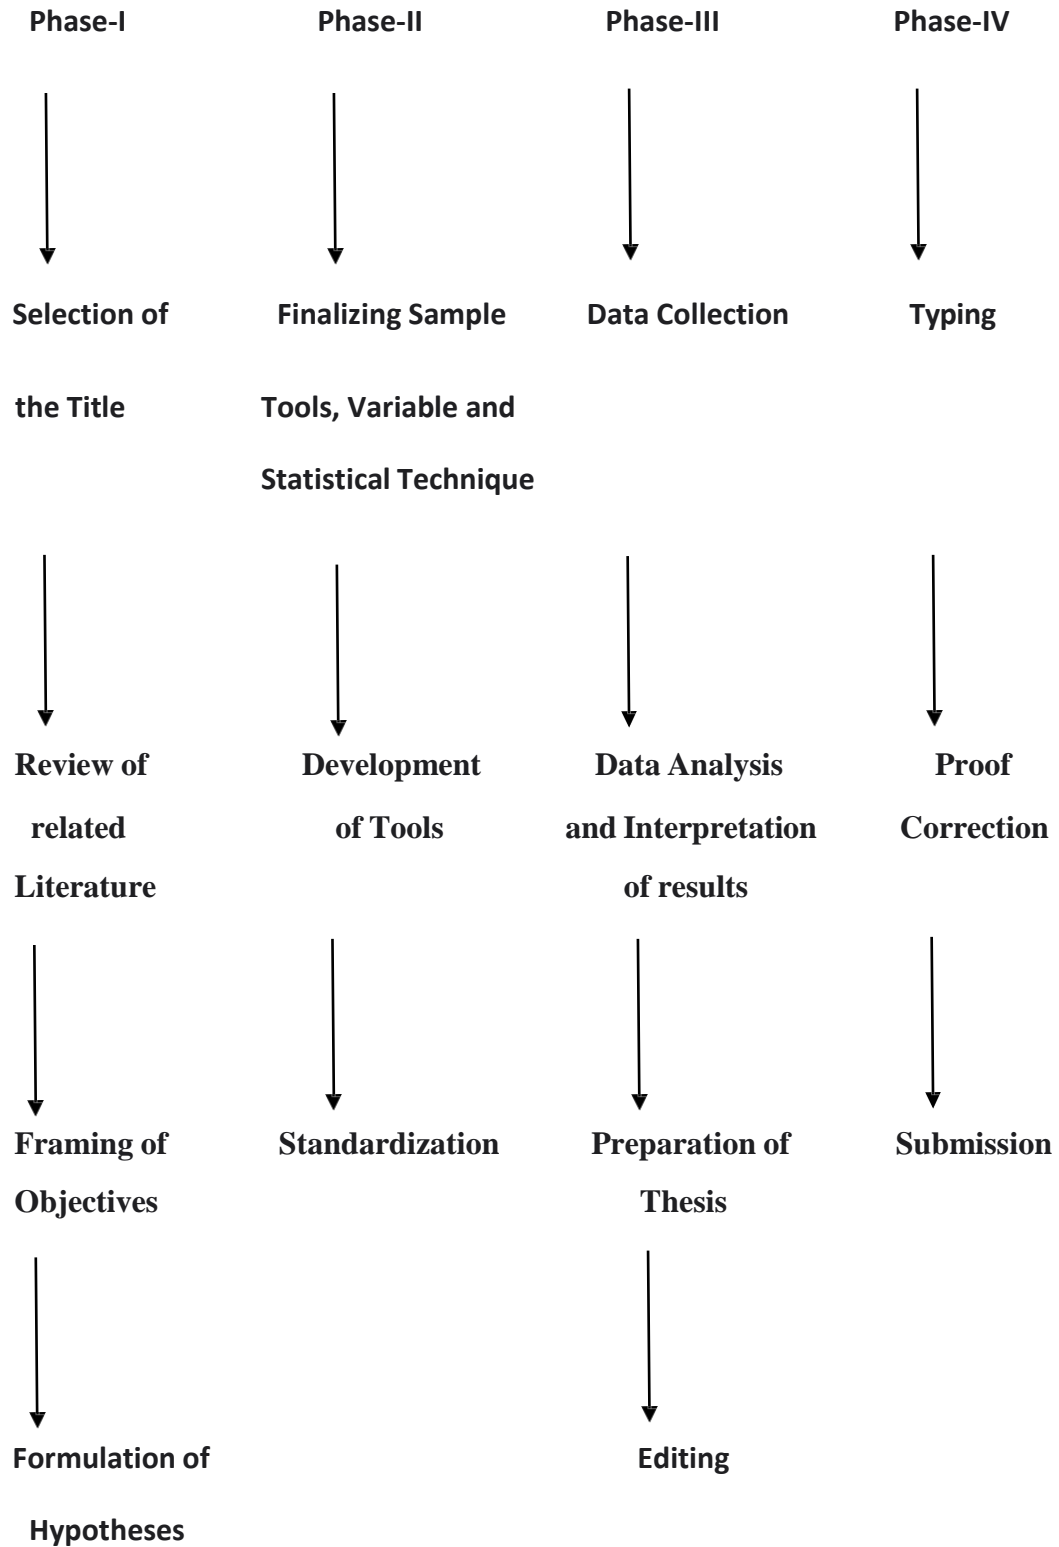 Phase-I Phase-II Phase-III Phase-IV
Selection of Finalizing Sample Data Collection Typing
the Title Tools, Variable and
Statistical Technique
Review of Development Data Analysis Proof
related of Tools and Interpretation Correction
Literature of results
Framing of Standardization Preparation of Submission
Objectives Thesis
Formulation of Editing
Hypotheses